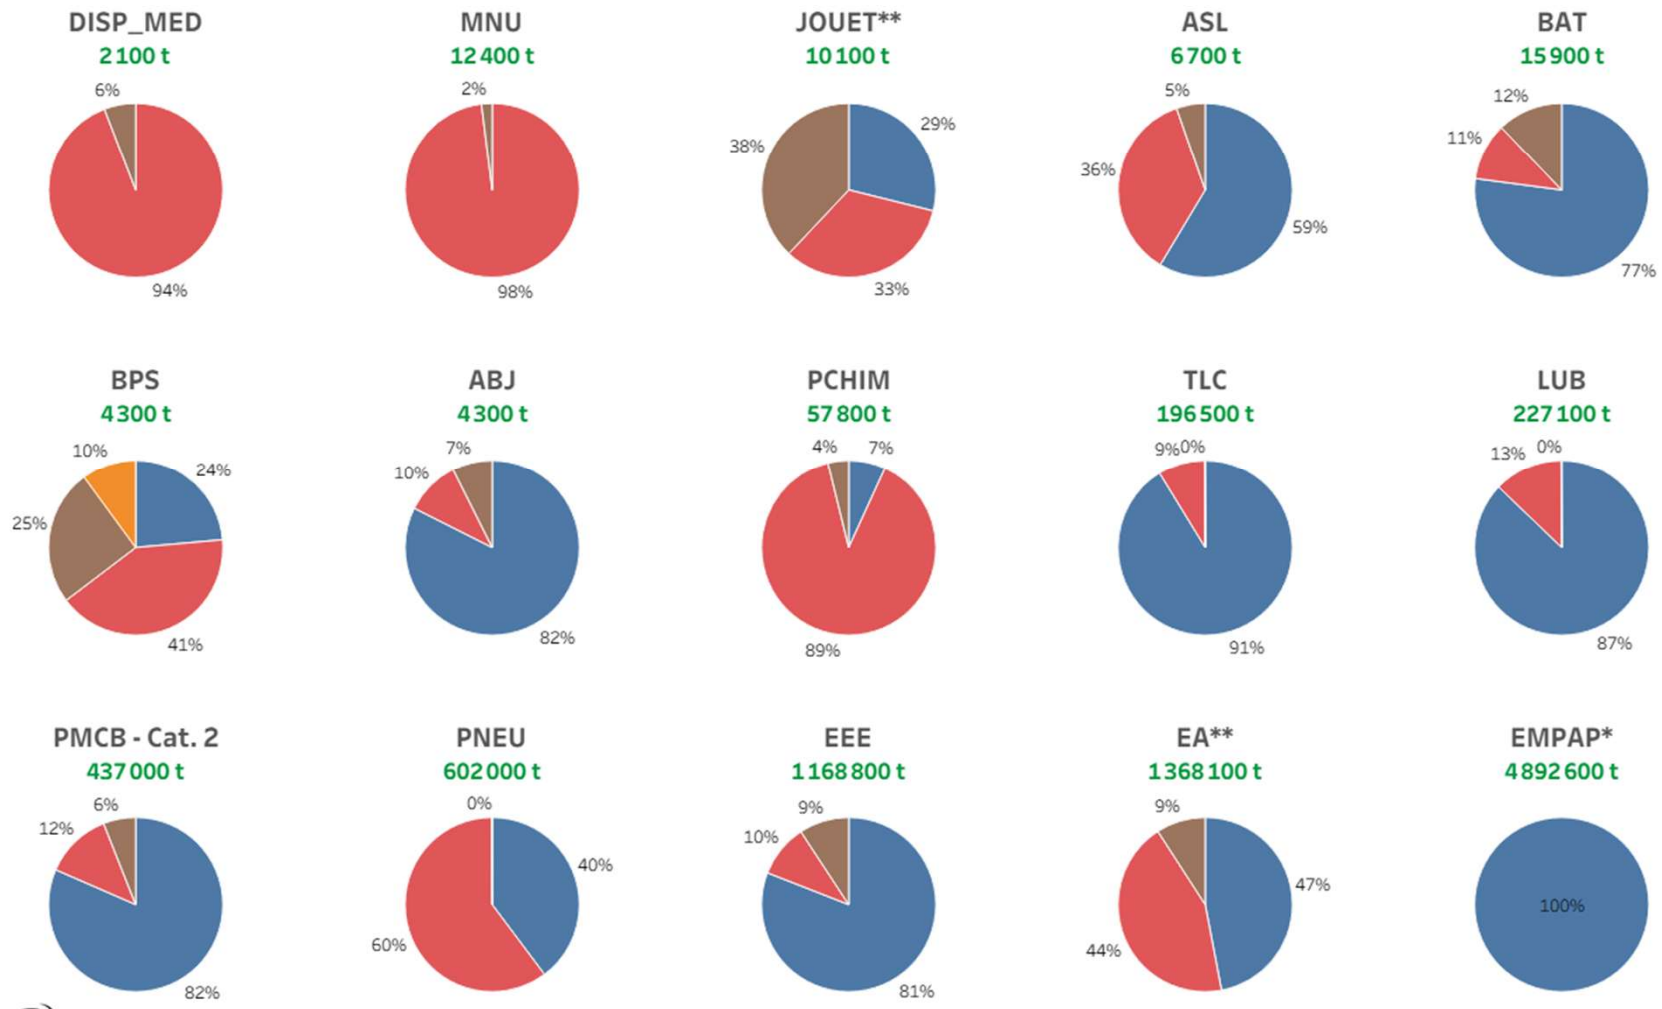 DISP_MED
2 100 t
6%
94%
MNU
12 400 t
2%
98%
JOUET**
10 100 t
38%
29%
33%
ASL
6 700 t
5%
36%
59%
BAT
15 900 t
12%
11%
77%
BPS
4 300 t
10%
24%
25%
41%
ABJ
4 300 t
7%
10%
82%
PCHIM
57 800 t
4%
7%
89%
TLC
196 500 t
9%
0%
91%
LUB
227 100 t
13%
0%
87%
PMCB - Cat. 2
437 000 t
6%
12%
82%
PNEU
602 000 t
0%
40%
60%
EEE
1 168 800 t
9%
10%
81%
EA**
1 368 100 t
9%
47%
44%
EMPAP*
4 892 600 t
100%